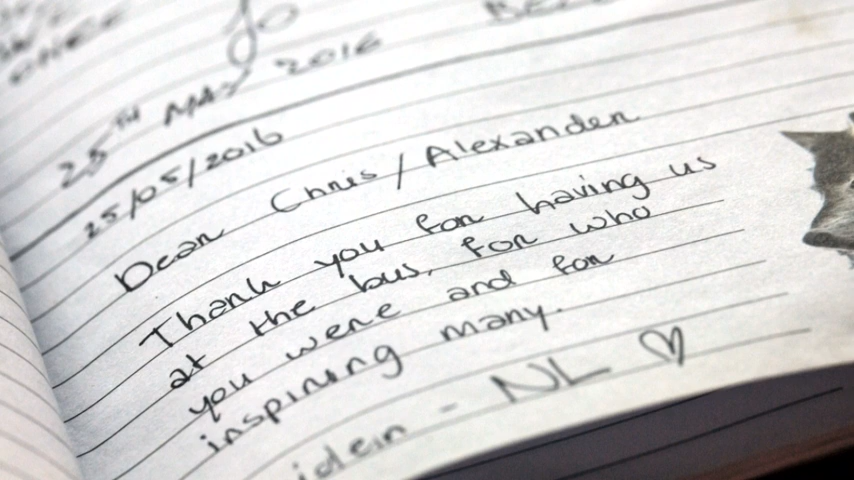 25TH MAY 2016
25/05/2016
Dear Chris / Alexander
Thank you for having us
at the bus, for who
you were and for
inspiring many.
- NL ♡